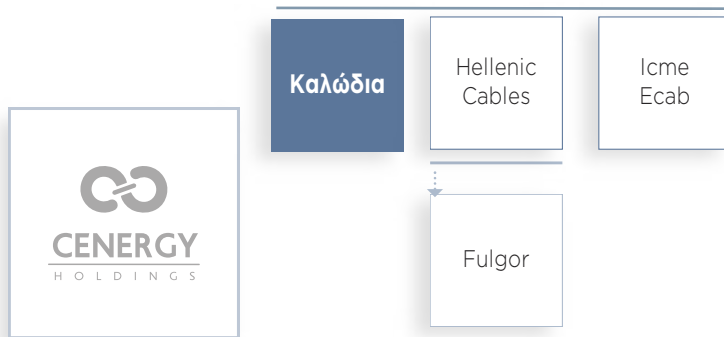 Καλώδια
Hellenic
Cables
Icme
Ecab
CENERGY
HOLDINGS
Fulgor